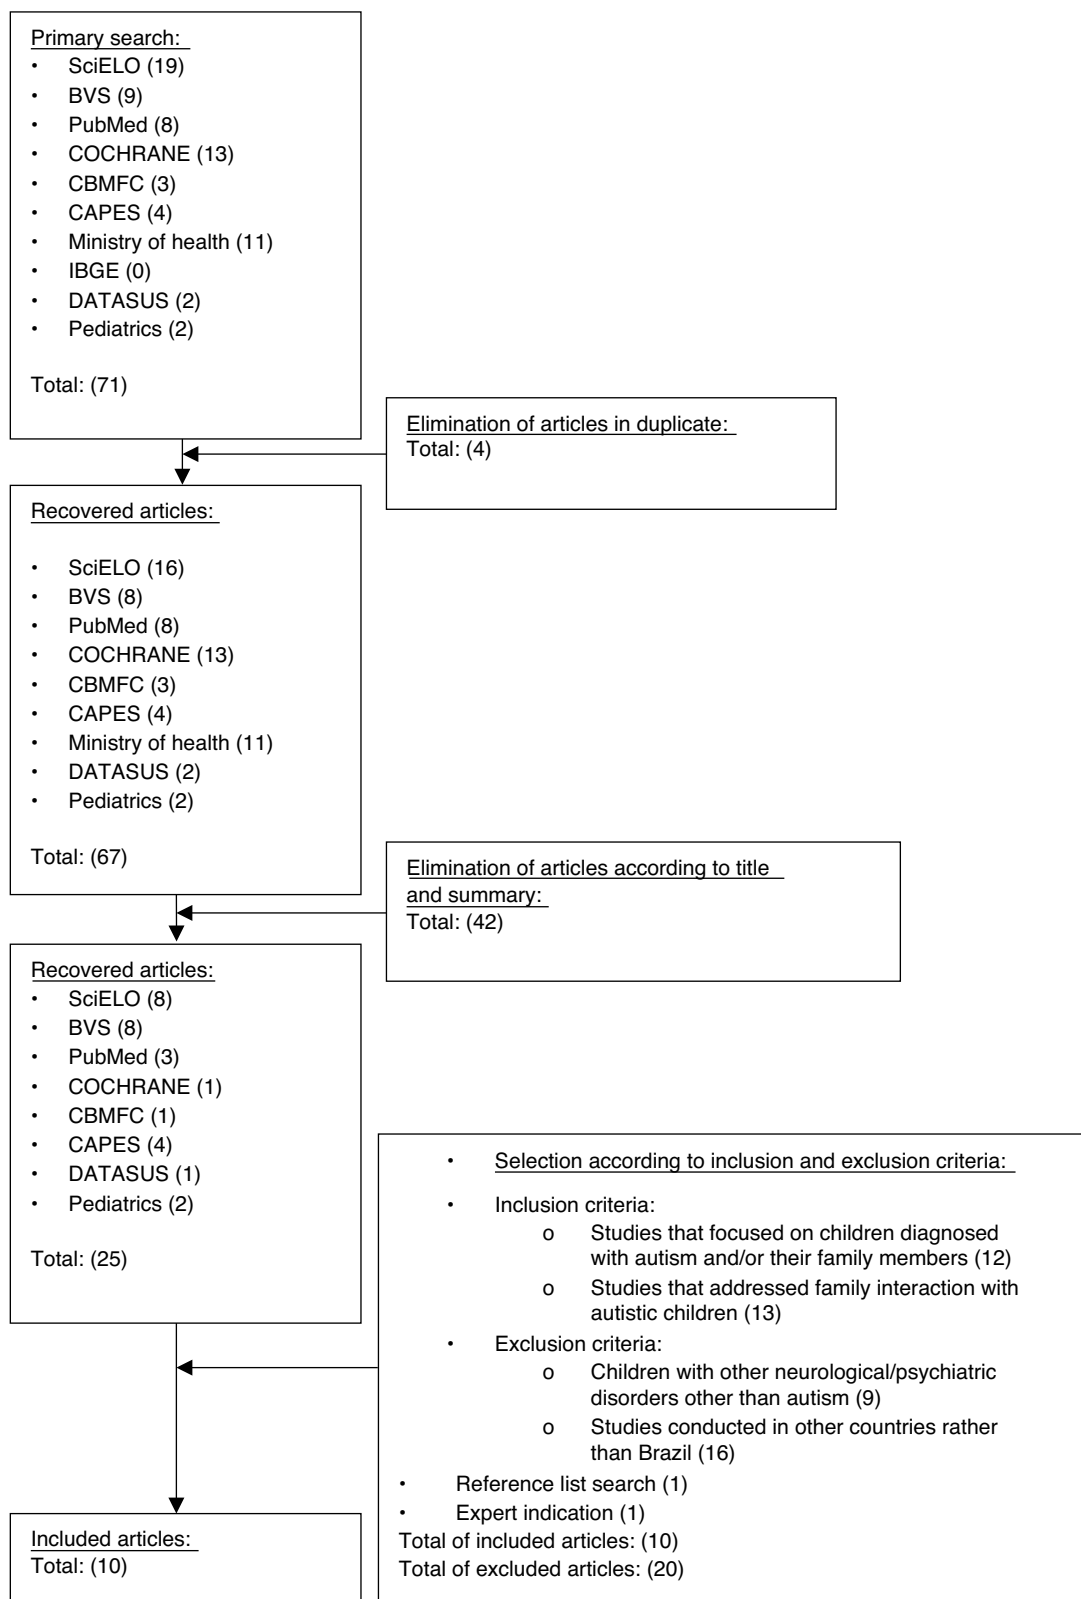 Primary search:
• SciELO (19)
• BVS (9)
• PubMed (8)
• COCHRANE (13)
• CBMFC (3)
• CAPES (4)
• Ministry of health (11)
• IBGE (0)
• DATASUS (2)
• Pediatrics (2)
Total: (71)
Elimination of articles in duplicate:
Total: (4)
Recovered articles:
• SciELO (16)
• BVS (8)
• PubMed (8)
• COCHRANE (13)
• CBMFC (3)
• CAPES (4)
• Ministry of health (11)
• DATASUS (2)
• Pediatrics (2)
Total: (67)
Elimination of articles according to title
and summary:
Total: (42)
Recovered articles:
• SciELO (8)
• BVS (8)
• PubMed (3)
• COCHRANE (1)
• CBMFC (1)
• CAPES (4)
• DATASUS (1)
• Pediatrics (2)
Total: (25)
• Selection according to inclusion and exclusion criteria:
• Inclusion criteria:
o Studies that focused on children diagnosed
with autism and/or their family members (12)
o Studies that addressed family interaction with
autistic children (13)
• Exclusion criteria:
o Children with other neurological/psychiatric
disorders other than autism (9)
o Studies conducted in other countries rather
than Brazil (16)
• Reference list search (1)
• Expert indication (1)
Total of included articles: (10)
Total of excluded articles: (20)
Included articles:
Total: (10)